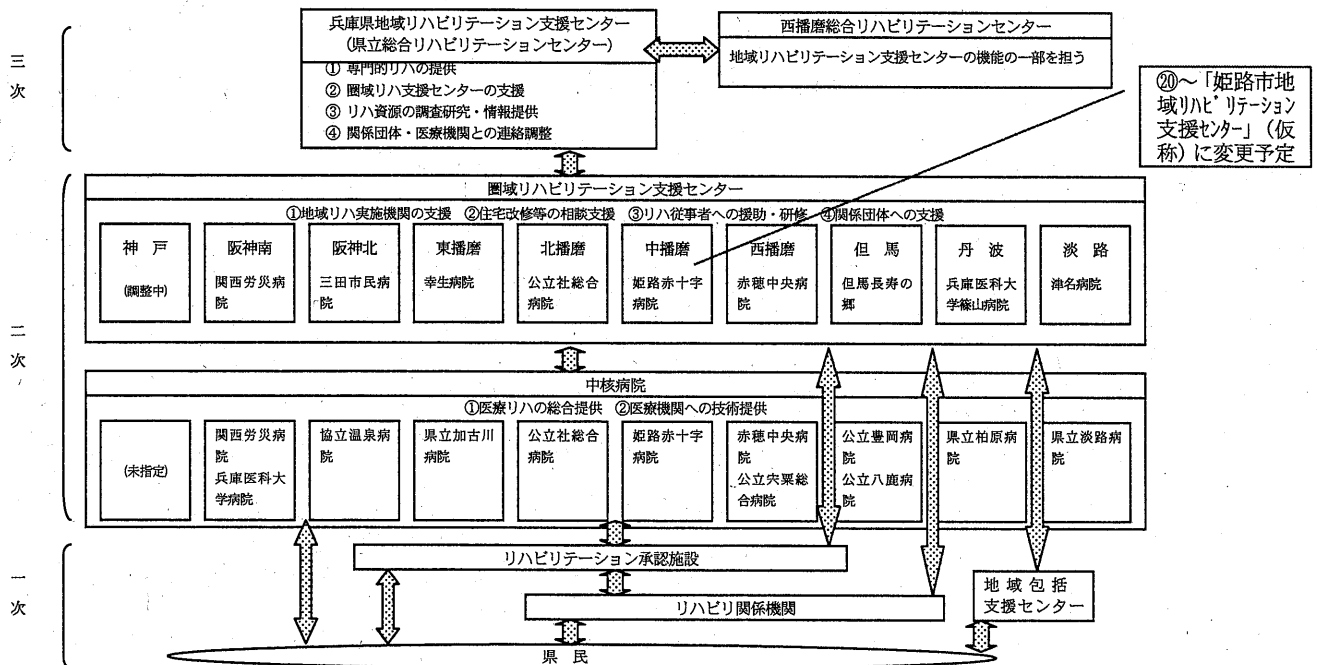 三次
兵庫県地域リハビリテーション支援センター
(県立総合リハビリテーションセンター)
① 専門的リハの提供
② 圏域リハ支援センターの支援
③ リハ資源の調査研究・情報提供
④ 関係団体・医療機関との連絡調整
西播磨総合リハビリテーションセンター
地域リハビリテーション支援センターの機能の一部を担う
⑳～「姫路市地
域リハビリテーション
支援センター」(仮
称)に変更予定
二次
圏域リハビリテーション支援センター
①地域リハ実施機関の支援 ②住宅改修等の相談支援 ③リハ従事者への援助・研修 ④関係団体への支援
神戸
(調整中)
阪神南
関西労災病
院
阪神北
三田市民病
院
東播磨
幸生病院
北播磨
公立社総合
病院
中播磨
姫路赤十字
病院
西播磨
赤穂中央病
院
但馬
但馬長寿の
郷
丹波
兵庫医科大
学篠山病院
淡路
津名病院
中核病院
①医療リハの総合提供 ②医療機関への技術提供
(未指定)
関西労災病
院
兵庫医科大
学病院
協立温泉病
院
県立加古川
病院
公立社総合
病院
姫路赤十字
病院
赤穂中央病
院
公立宍粟総
合病院
公立豊岡病
院
公立八鹿病
院
県立柏原病
院
県立淡路病
院
一次
リハビリテーション承認施設
リハビリ関係機関
地域包括
支援センター
県民